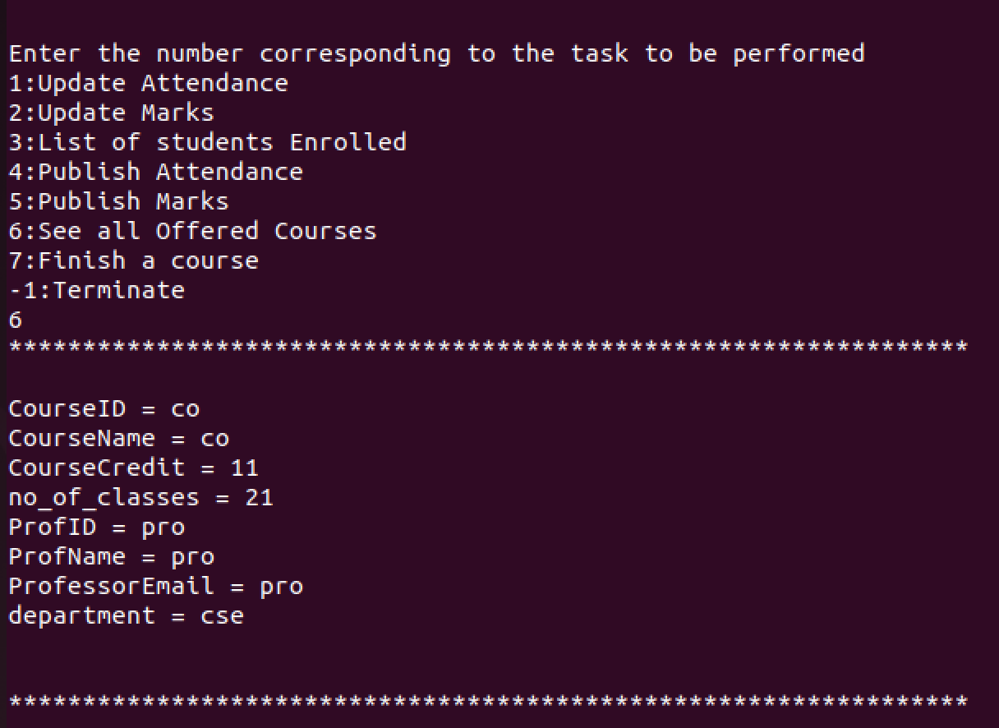 Enter the number corresponding to the task to be performed
1:Update Attendance
2:Update Marks
3:List of students Enrolled
4:Publish Attendance
5:Publish Marks
6:See all Offered Courses
7:Finish a course
-1:Terminate
6
*****************************************************************
CourseID = co
CourseName = co
CourseCredit = 11
no_of_classes = 21
ProfID = pro
ProfName = pro
ProfessorEmail = pro
department = cse
*****************************************************************